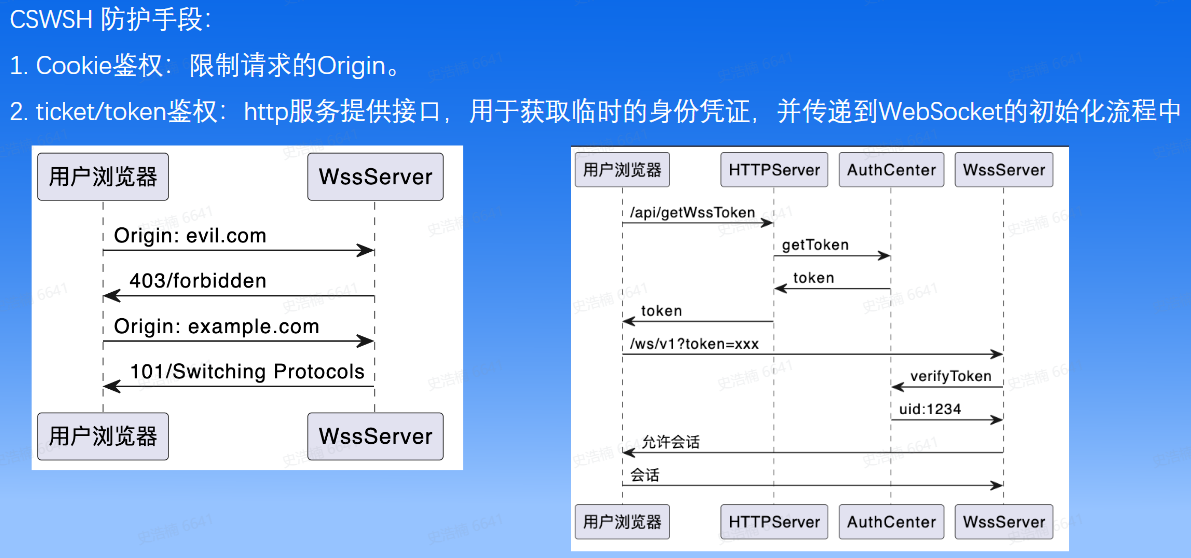 CSWSH 防护手段：
1. Cookie鉴权：限制请求的Origin。
2. ticket/token鉴权：http服务提供接口，用于获取临时的身份凭证，并传递到WebSocket的初始化流程中
用户浏览器
WssServer
Origin: evil.com
403/forbidden
Origin: example.com
101/Switching Protocols
用户浏览器
WssServer
用户浏览器
HTTPServer
AuthCenter
WssServer
/api/getWssToken
getToken
token
token
/ws/v1?token=xxx
verifyToken
uid:1234
允许会话
会话
用户浏览器
HTTPServer
AuthCenter
WssServer
史浩楠 6641